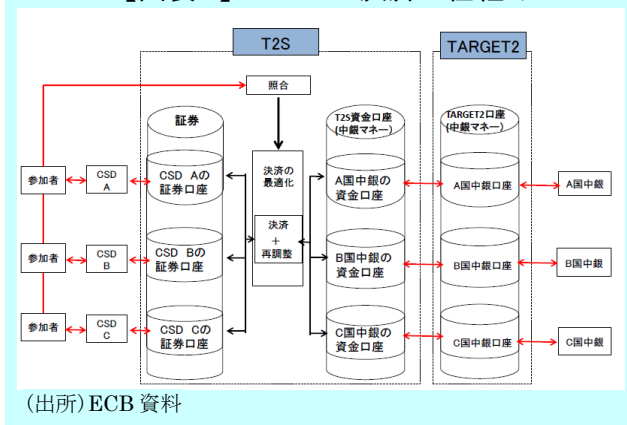 T2S
TARGET2
照合
証券
T2S資金口座
(中銀マネー)
TARGET2口座
(中銀マネー)
決済の
最適化
決済
+
再調整
参加者
CSD
A
CSD Aの
証券口座
A国中銀の
資金口座
A国中銀口座
A国中銀
参加者
CSD
B
CSD Bの
証券口座
B国中銀の
資金口座
B国中銀口座
B国中銀
参加者
CSD
C
CSD Cの
証券口座
C国中銀の
資金口座
C国中銀口座
C国中銀
(出所)ECB 資料